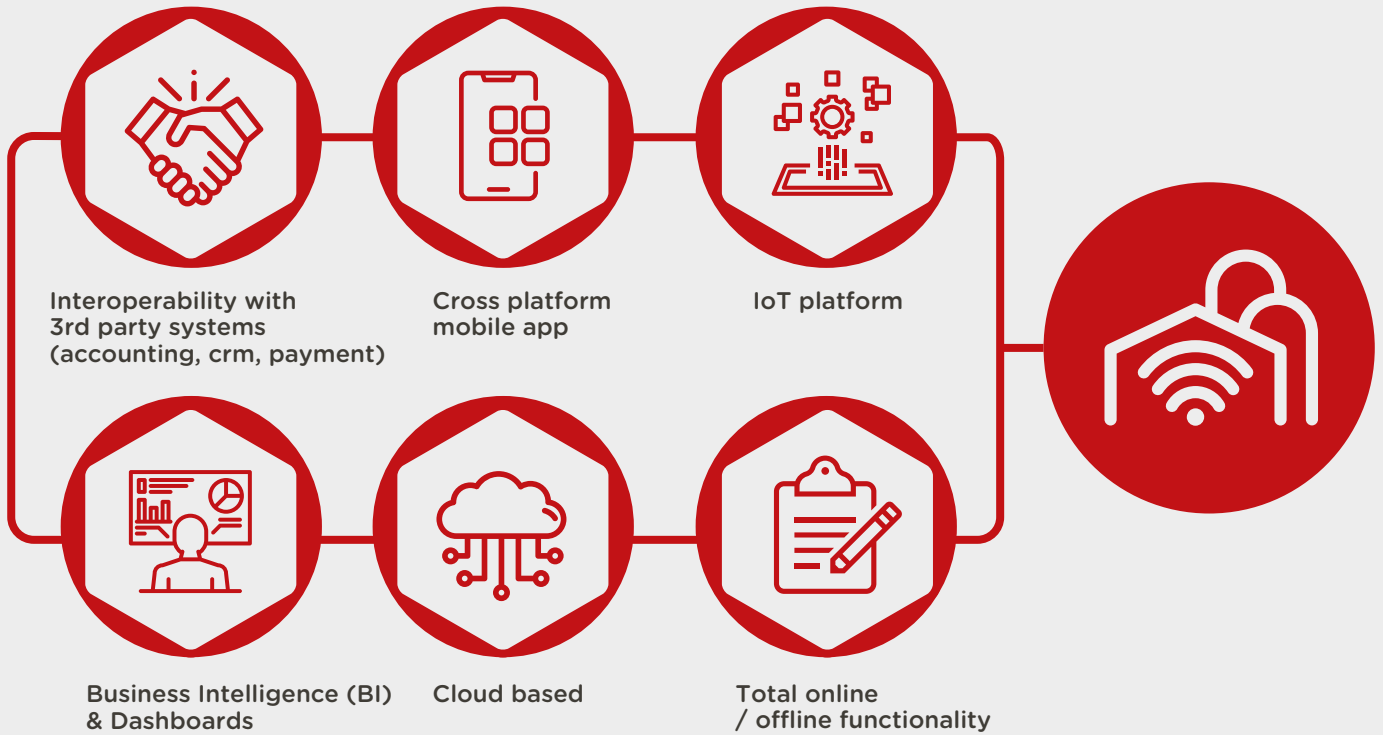 Interoperability with
3rd party systems
(accounting, crm, payment)
Cross platform
mobile app
IoT platform
Business Intelligence (BI)
& Dashboards
Cloud based
Total online
/ offline functionality